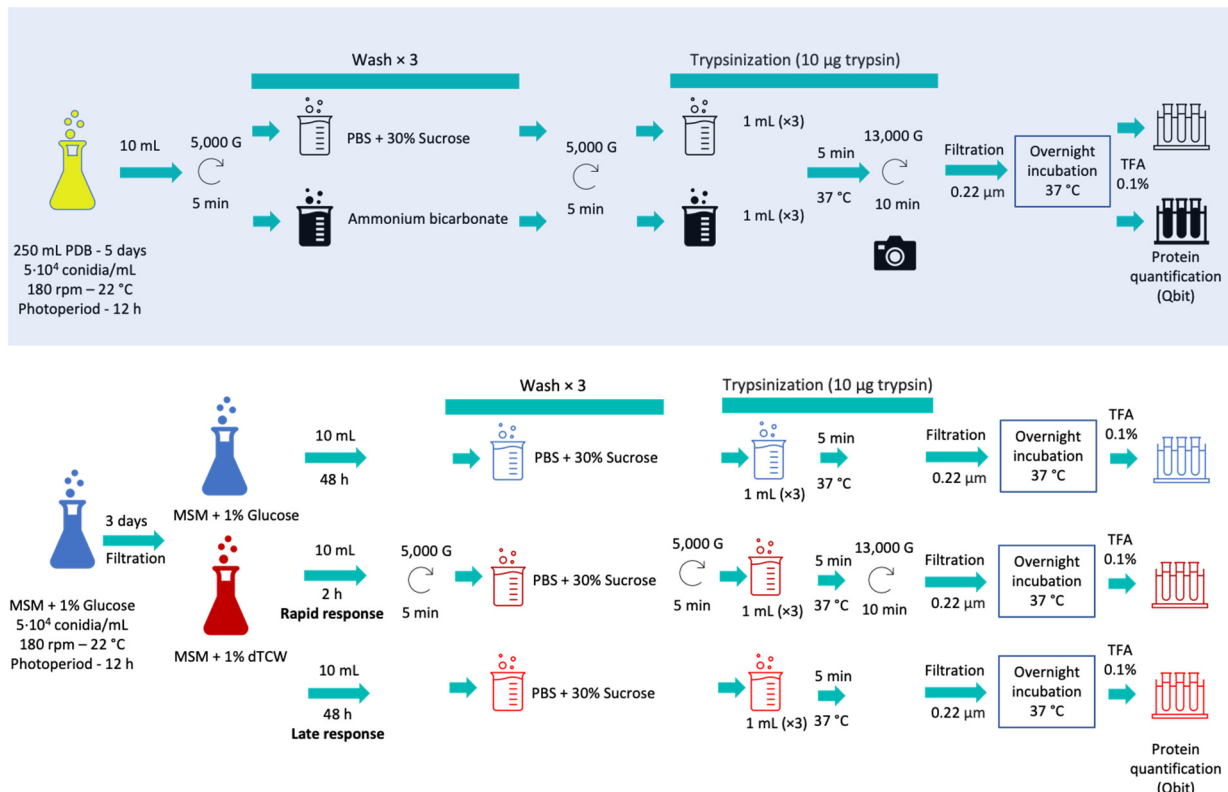 Wash × 3
Trypsinization (10 µg trypsin)
10 mL
5,000 G
5 min
PBS + 30% Sucrose
Ammonium bicarbonate
5,000 G
5 min
1 mL (×3)
1 mL (×3)
5 min
37 °C
13,000 G
10 min
Filtration
0.22 µm
Overnight
incubation
37 °C
TFA
0.1%
250 mL PDB - 5 days
5·10⁴ conidia/mL
180 rpm – 22 °C
Photoperiod - 12 h
Protein
quantification
(Qbit)
Wash × 3
Trypsinization (10 µg trypsin)
10 mL
48 h
PBS + 30% Sucrose
1 mL (×3)
5 min
37 °C
Filtration
0.22 µm
Overnight
incubation
37 °C
TFA
0.1%
MSM + 1% Glucose
3 days
Filtration
MSM + 1% Glucose
5·10⁴ conidia/mL
180 rpm – 22 °C
Photoperiod - 12 h
MSM + 1% dTCW
10 mL
2 h
Rapid response
5,000 G
5 min
PBS + 30% Sucrose
5,000 G
5 min
1 mL (×3)
5 min
37 °C
13,000 G
10 min
Filtration
0.22 µm
Overnight
incubation
37 °C
TFA
0.1%
10 mL
48 h
Late response
PBS + 30% Sucrose
1 mL (×3)
5 min
37 °C
Filtration
0.22 µm
Overnight
incubation
37 °C
TFA
0.1%
Protein
quantification
(Qbit)